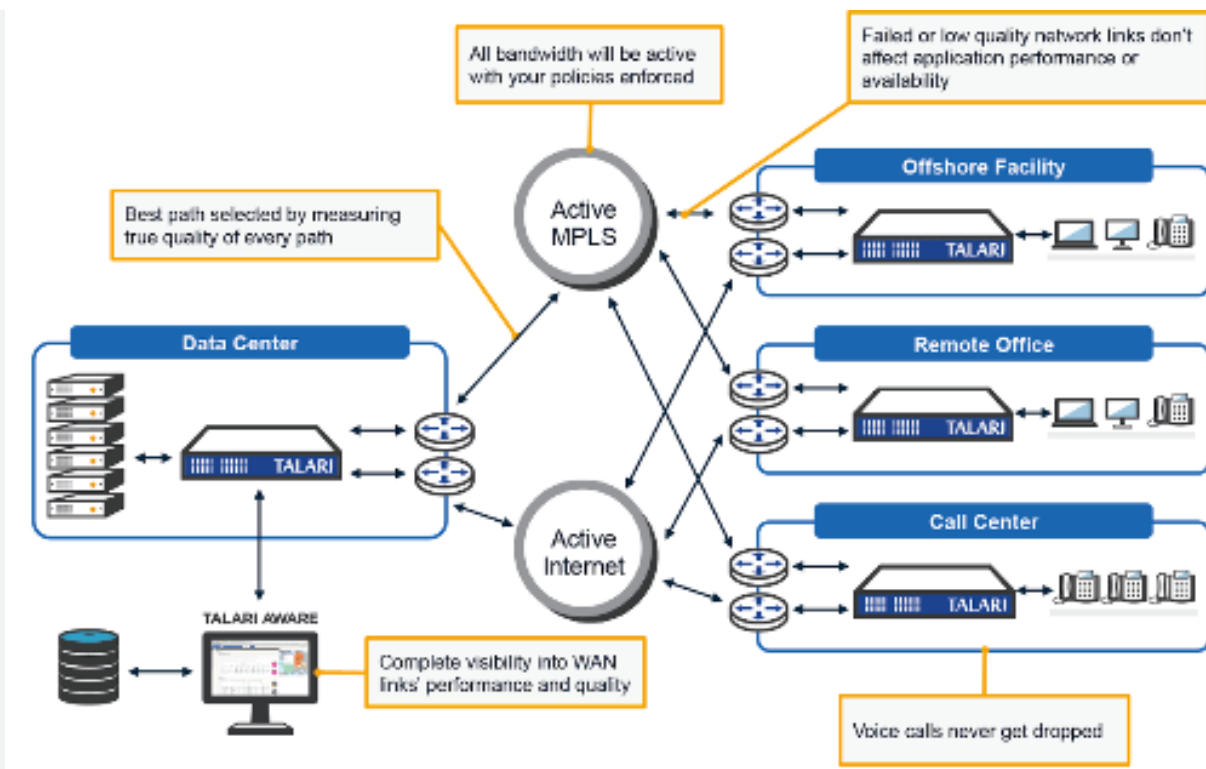 All bandwidth will be active
with your policies enforced
Failed or low quality network links don't
affect application performance or
availability
Best path selected by measuring
true quality of every path
Active
MPLS
Offshore Facility
TALARI
Data Center
TALARI
Remote Office
TALARI
Active
Internet
Call Center
TALARI
TALARI AWARE
Complete visibility into WAN
links' performance and quality
Voice calls never get dropped